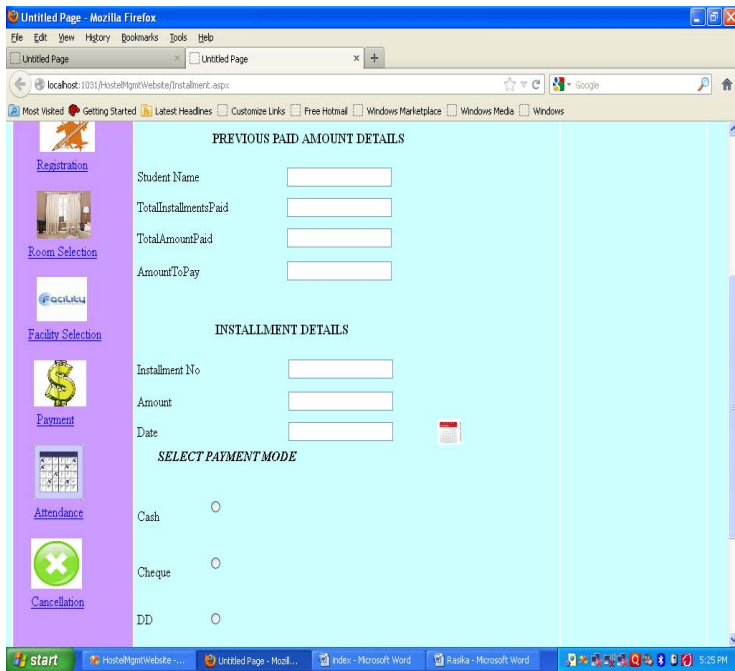 Untitled Page - Mozilla Firefox
File Edit View History Bookmarks Tools Help
Untitled Page × Untitled Page × +
localhost:1031/HostelMgmtWebsite/Installment.aspx Google
Most Visited Getting Started Latest Headlines Customize Links Free Hotmail Windows Marketplace Windows Media Windows
PREVIOUS PAID AMOUNT DETAILS
Registration
Student Name
TotalInstallmentsPaid
TotalAmountPaid
Room Selection
AmountToPay
Facility
Facility Selection
INSTALLMENT DETAILS
Installment No
Amount
Payment
Date
SELECT PAYMENT MODE
Attendance
Cash
Cheque
Cancellation
DD
start HostelMgmtWebsite -... Untitled Page - Mozil... index - Microsoft Word Rasika - Microsoft Word 5:25 PM